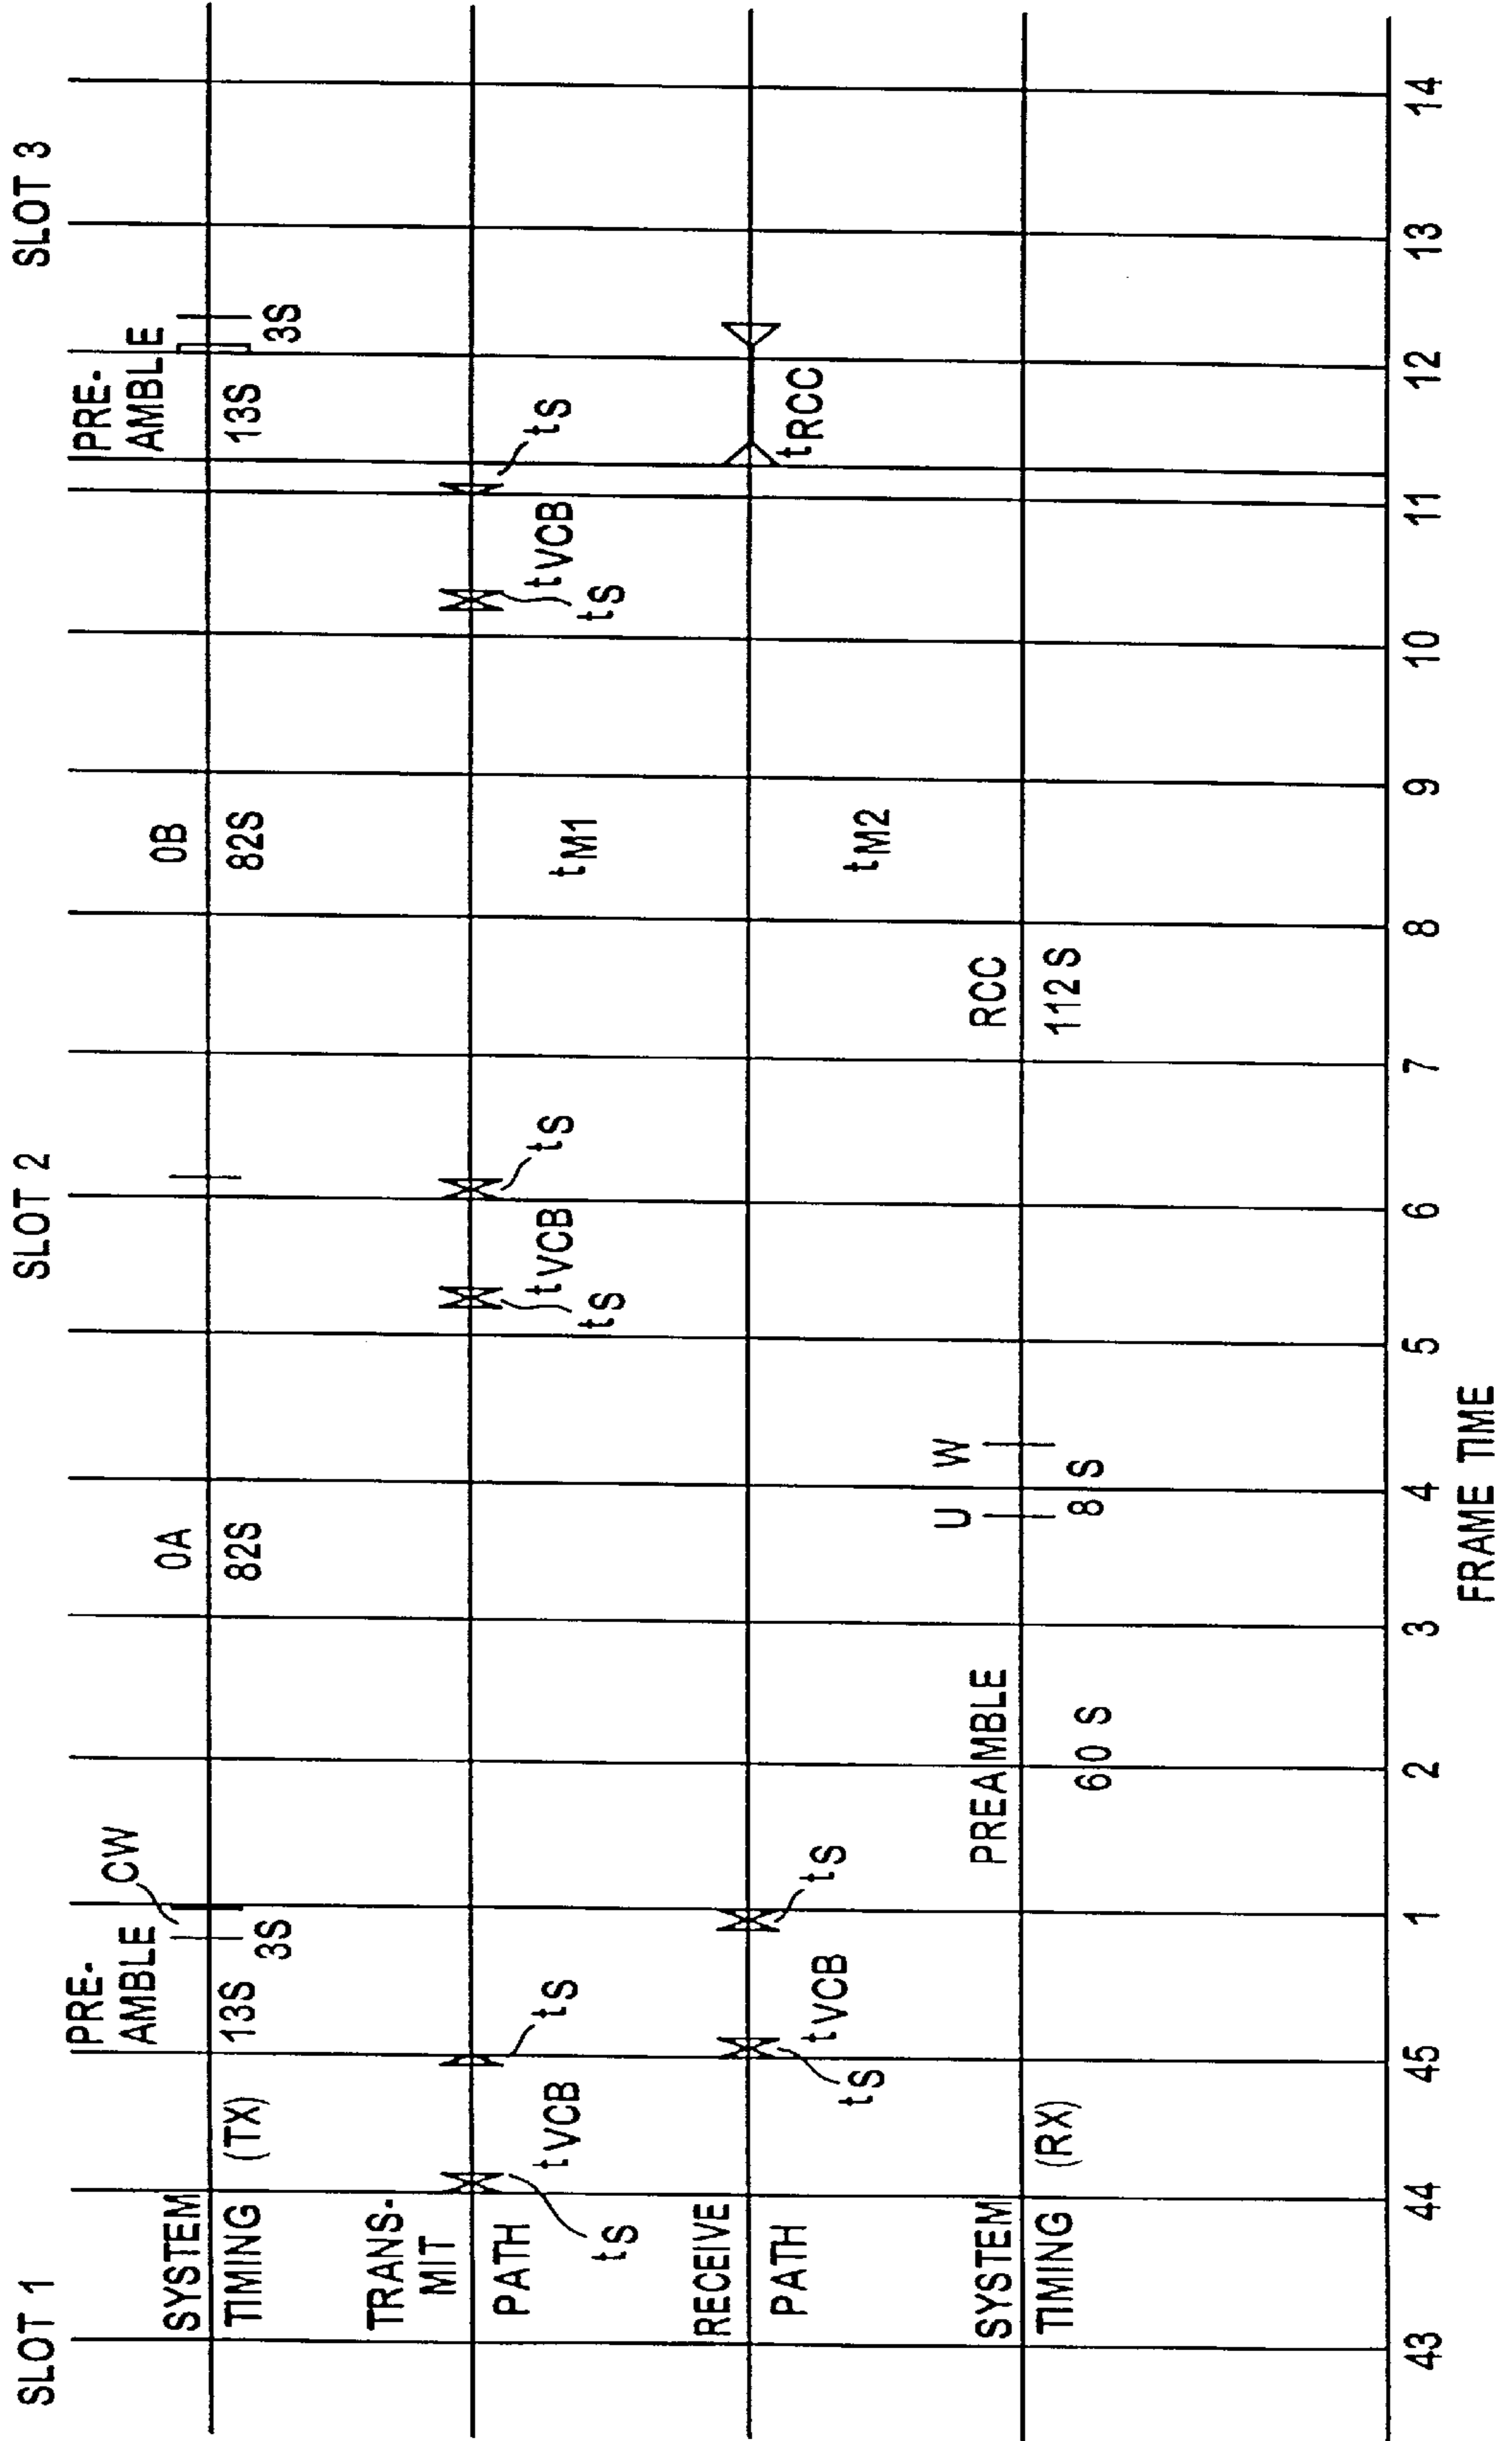 SLOT 1
SLOT 2
SLOT 3
PRE-
AMBLE
CW
0A
0B
PRE-
AMBLE
SYSTEM
TIMING
(TX)
13S
3S
82S
82S
13S
3S
TRANS-
MIT
PATH
tS
tVCB
tS
tS
tVCB
tS
tM1
tS
tVCB
tS
RECEIVE
PATH
tS
tVCB
tS
tM2
tRCC
SYSTEM
TIMING
(RX)
PREAMBLE
60 S
U
W
8 S
RCC
112 S
43 44 45 1 2 3 4 5 6 7 8 9 10 11 12 13 14
FRAME TIME